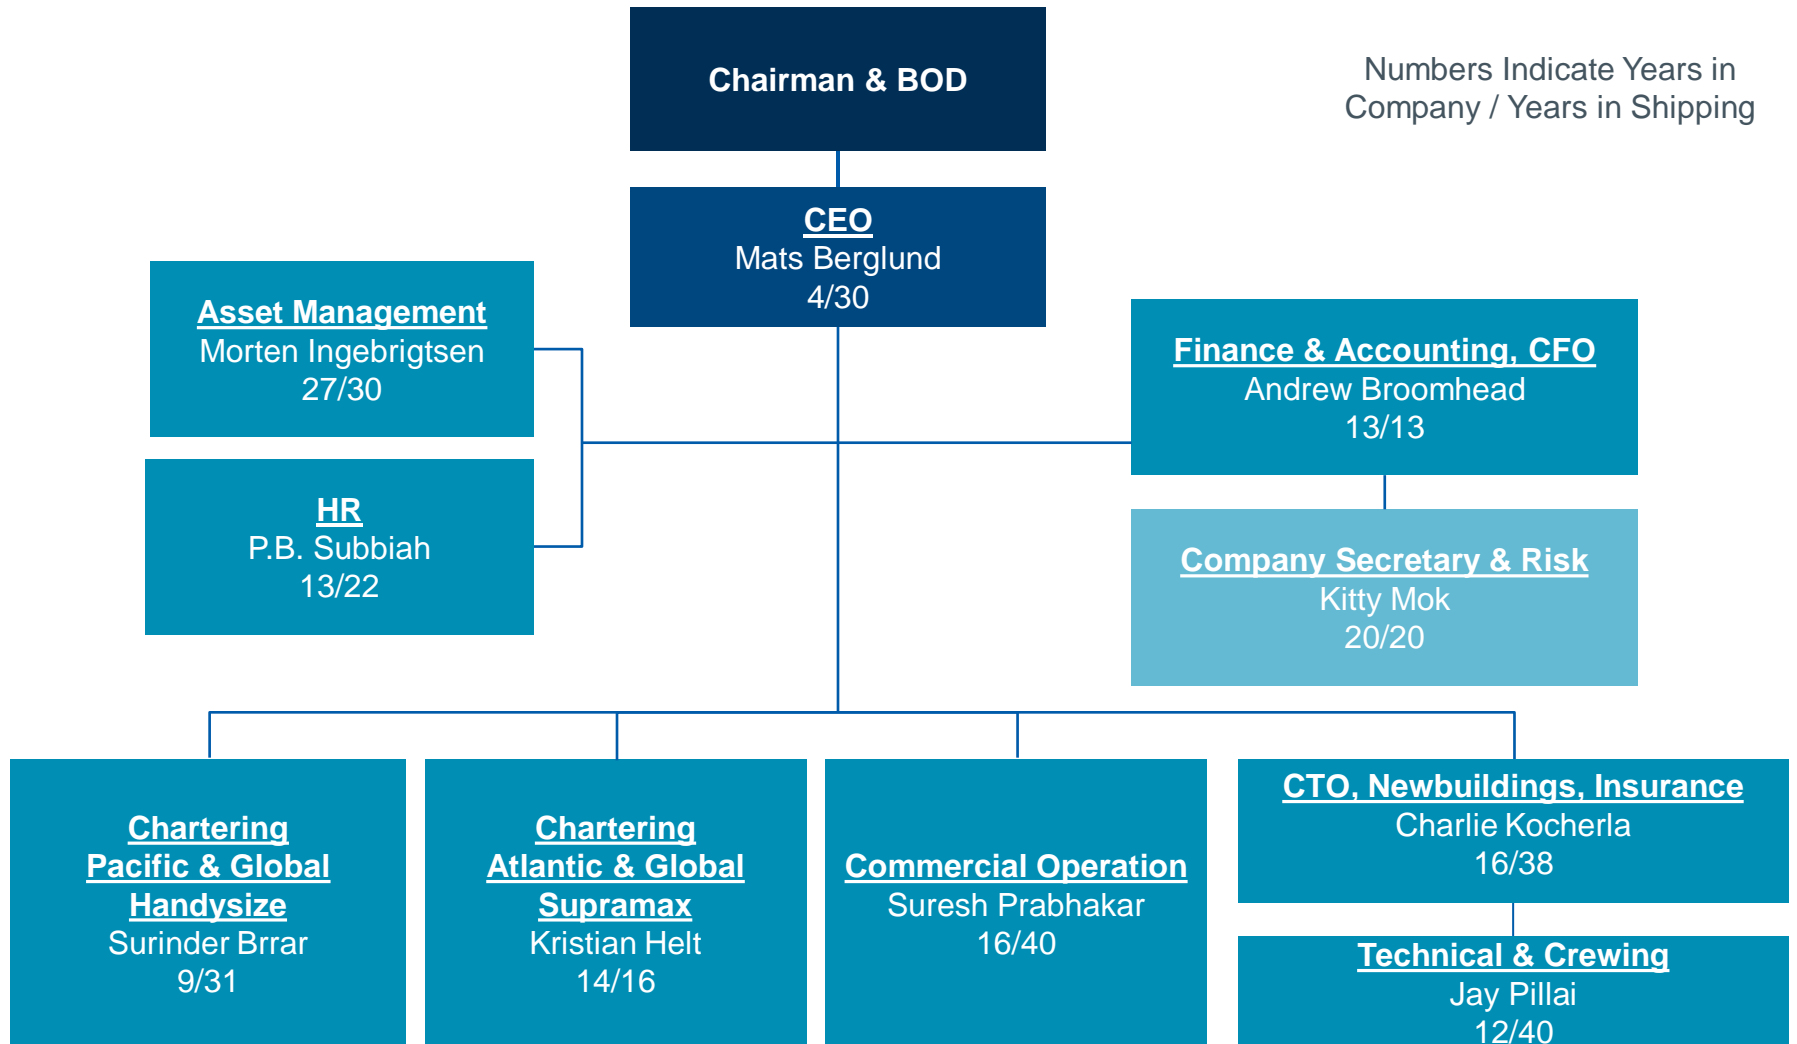 Chairman & BOD
Numbers Indicate Years in
Company / Years in Shipping
CEO
Mats Berglund
4/30
Asset Management
Morten Ingebrigtsen
27/30
Finance & Accounting, CFO
Andrew Broomhead
13/13
HR
P.B. Subbiah
13/22
Company Secretary & Risk
Kitty Mok
20/20
Chartering
Pacific & Global
Handysize
Surinder Brrar
9/31
Chartering
Atlantic & Global
Supramax
Kristian Helt
14/16
Commercial Operation
Suresh Prabhakar
16/40
CTO, Newbuildings, Insurance
Charlie Kocherla
16/38
Technical & Crewing
Jay Pillai
12/40